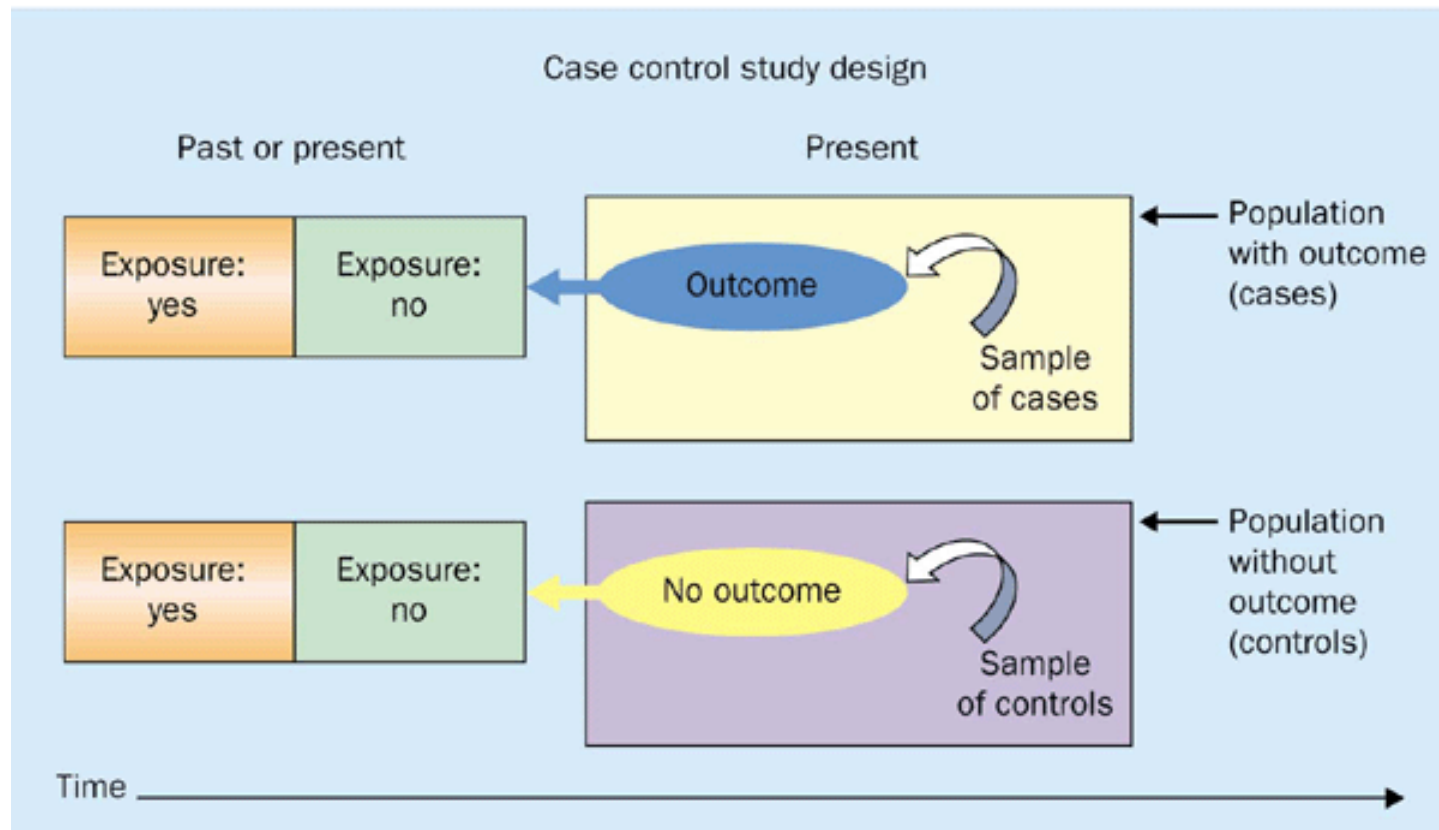 Case control study design
Past or present
Present
Exposure:
yes
Exposure:
no
Outcome
Sample
of cases
Population
with outcome
(cases)
Exposure:
yes
Exposure:
no
No outcome
Sample
of controls
Population
without
outcome
(controls)
Time